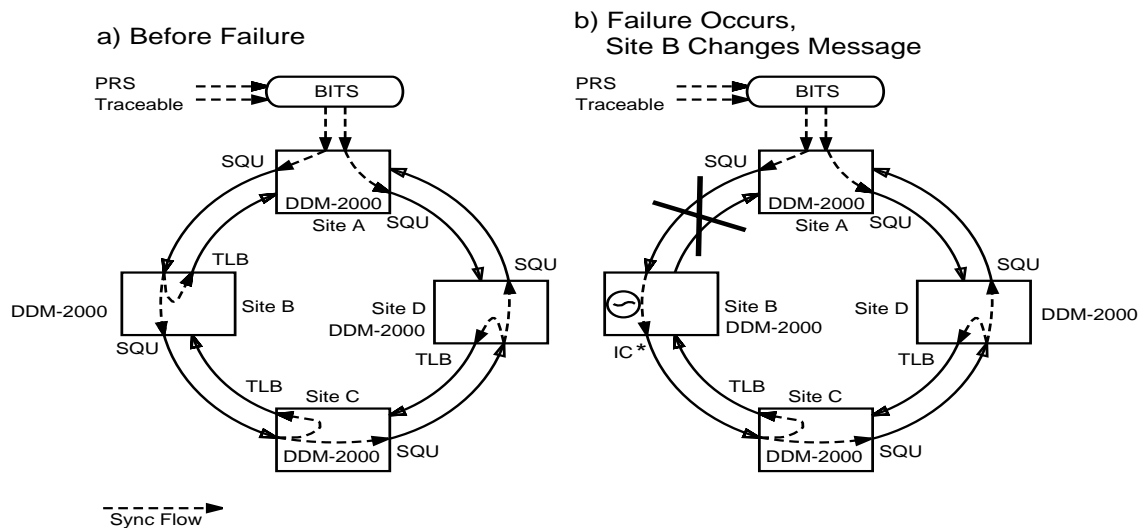 a) Before Failure
PRS
Traceable
BITS
SQU
DDM-2000
Site A
SQU
TLB
SQU
DDM-2000
Site B
Site D
DDM-2000
SQU
TLB
TLB
Site C
DDM-2000
SQU
Sync Flow
b) Failure Occurs,
Site B Changes Message
PRS
Traceable
BITS
SQU
DDM-2000
Site A
SQU
SQU
Site B
DDM-2000
Site D
DDM-2000
IC*
TLB
TLB
Site C
DDM-2000
SQU